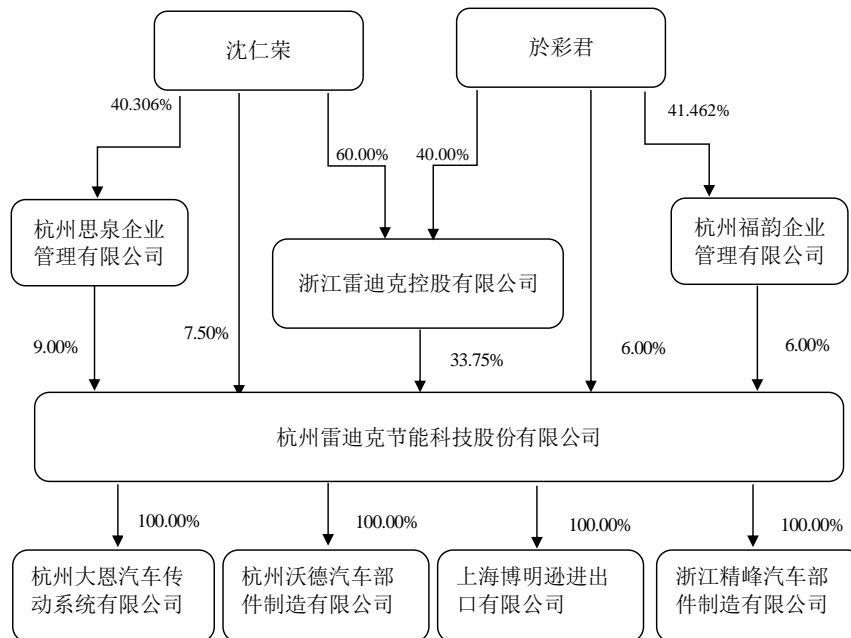 沈仁荣
於彩君
40.306%
60.00%
40.00%
41.462%
杭州思泉企业
管理有限公司
浙江雷迪克控股有限公司
杭州福韵企业
管理有限公司
9.00%
7.50%
33.75%
6.00%
6.00%
杭州雷迪克节能科技股份有限公司
100.00%
100.00%
100.00%
100.00%
杭州大恩汽车传
动系统有限公司
杭州沃德汽车部
件制造有限公司
上海博明逊进出
口有限公司
浙江精峰汽车部
件制造有限公司